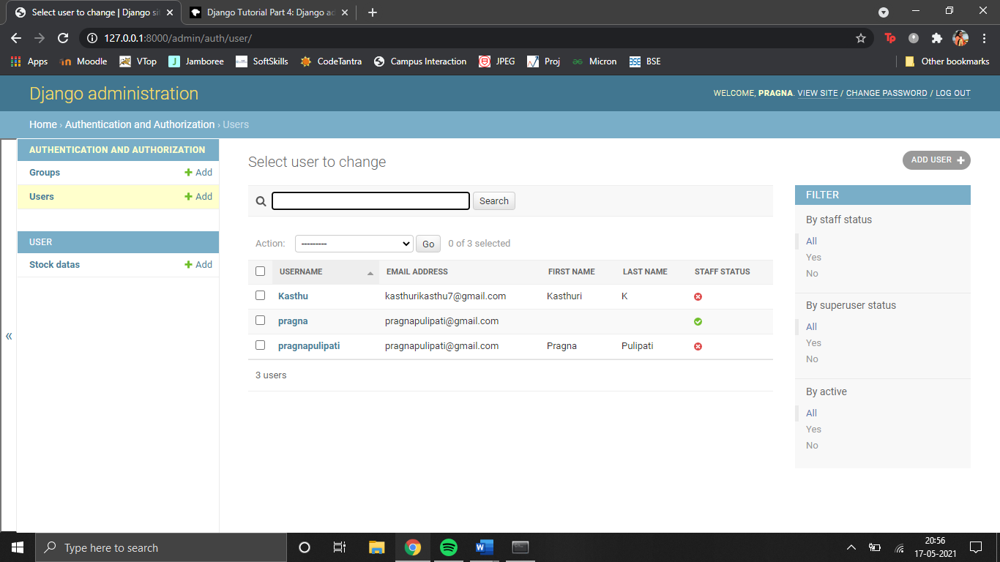 Select user to change | Django si
Django Tutorial Part 4: Django ad
127.0.0.1:8000/admin/auth/user/
Tp
Apps
Moodle
VTop
Jamboree
SoftSkills
CodeTantra
Campus Interaction
JPEG
Proj
Micron
BSE
Other bookmarks
Django administration
WELCOME, PRAGNA. VIEW SITE / CHANGE PASSWORD / LOG OUT
Home › Authentication and Authorization › Users
AUTHENTICATION AND AUTHORIZATION
Groups
+ Add
Users
+ Add
USER
Stock datas
+ Add
«
Select user to change
ADD USER +
Search
Action:
---------
Go
0 of 3 selected
USERNAME EMAIL ADDRESS FIRST NAME LAST NAME STAFF STATUS
Kasthu kasthurikasthu7@gmail.com Kasthuri K
pragna pragnapulipati@gmail.com
pragnapulipati pragnapulipati@gmail.com Pragna Pulipati
3 users
FILTER
By staff status
All
Yes
No
By superuser status
All
Yes
No
By active
All
Yes
No
Type here to search
20:56
17-05-2021